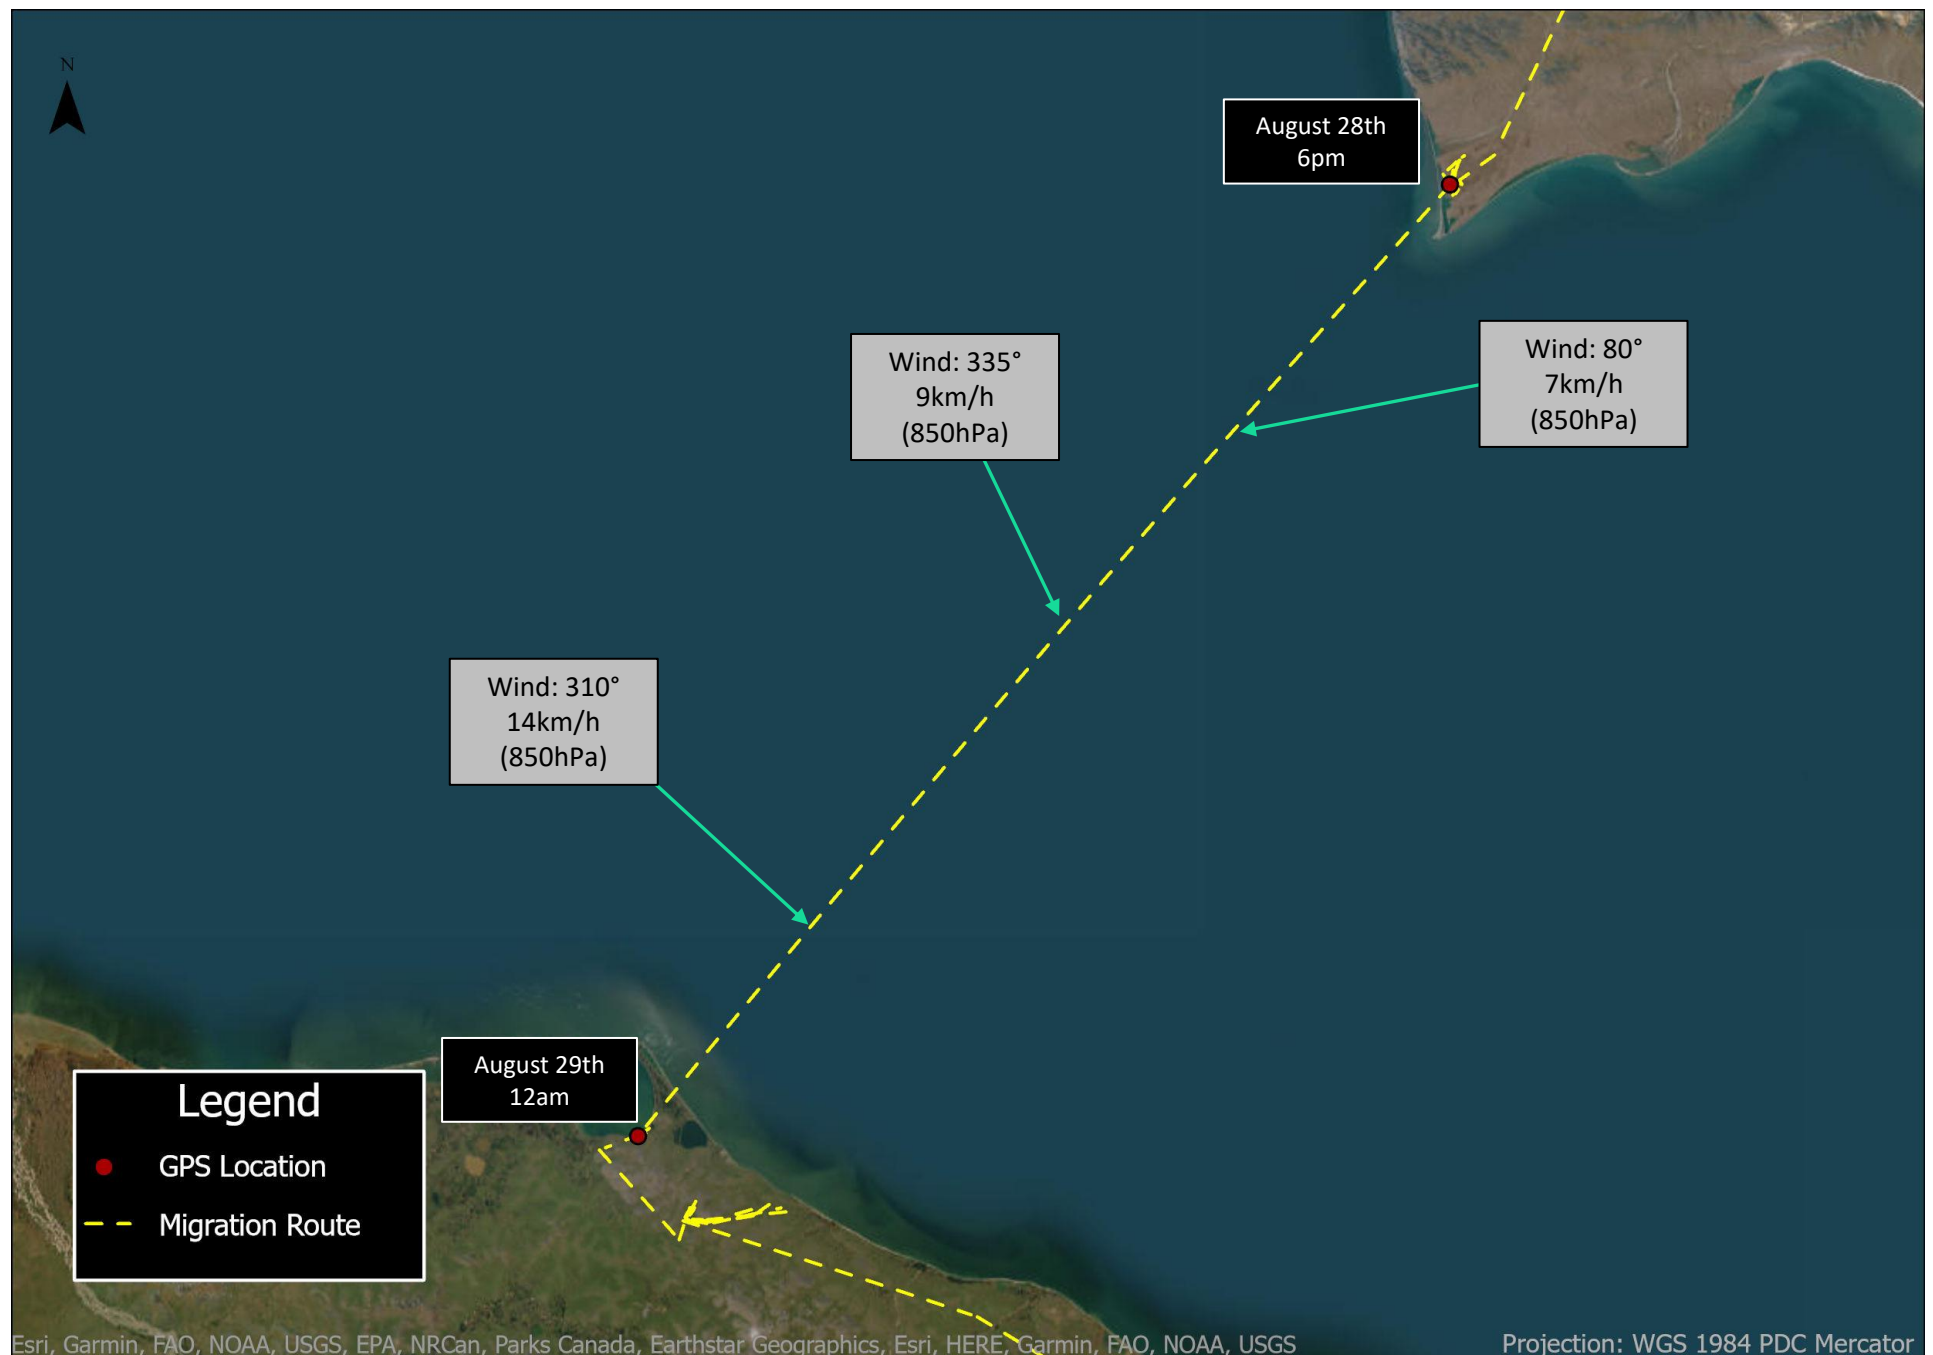 N
August 28th
6pm
Wind: 335°
9km/h
(850hPa)
Wind: 80°
7km/h
(850hPa)
Wind: 310°
14km/h
(850hPa)
August 29th
12am
Legend
GPS Location
Migration Route
Esri, Garmin, FAO, NOAA, USGS, EPA, NRCan, Parks Canada, Earthstar Geographics, Esri, HERE, Garmin, FAO, NOAA, USGS
Projection: WGS 1984 PDC Mercator